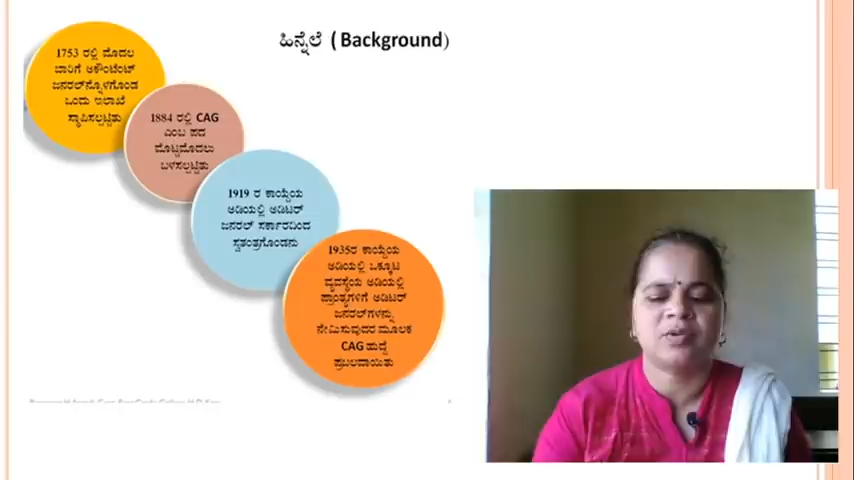 ಹಿನ್ನೆಲೆ ( Background)
1753 ರಲ್ಲಿ ಮೊದಲ
ಬಾರಿಗೆ ಅಕೌಂಟೆಂಟ್
ಜನರಲ್‌ನ್ನೊಳಗೊಂಡ
ಒಂದು ಇಲಾಖೆ
ಸ್ಥಾಪಿಸಲ್ಪಟ್ಟಿತು
1884 ರಲ್ಲಿ CAG
ಎಂಬ ಪದ
ಮೊಟ್ಟಮೊದಲು
ಬಳಸಲ್ಪಟ್ಟಿತು
1919 ರ ಕಾಯ್ದೆಯ
ಅಡಿಯಲ್ಲಿ ಅಡಿಟರ್
ಜನರಲ್ ಸರ್ಕಾರದಿಂದ
ಸ್ವತಂತ್ರಗೊಂಡನು
1935ರ ಕಾಯ್ದೆಯ
ಅಡಿಯಲ್ಲಿ ಒಕ್ಕೂಟ
ವ್ಯವಸ್ಥೆಯ ಅಡಿಯಲ್ಲಿ
ಪ್ರಾಂತ್ಯಗಳಿಗೆ ಅಡಿಟರ್
ಜನರಲ್‌ಗಳನ್ನು
ನೇಮಿಸುವುದರ ಮೂಲಕ
CAG ಹುದ್ದೆ
ಪ್ರಬಲವಾಯಿತು